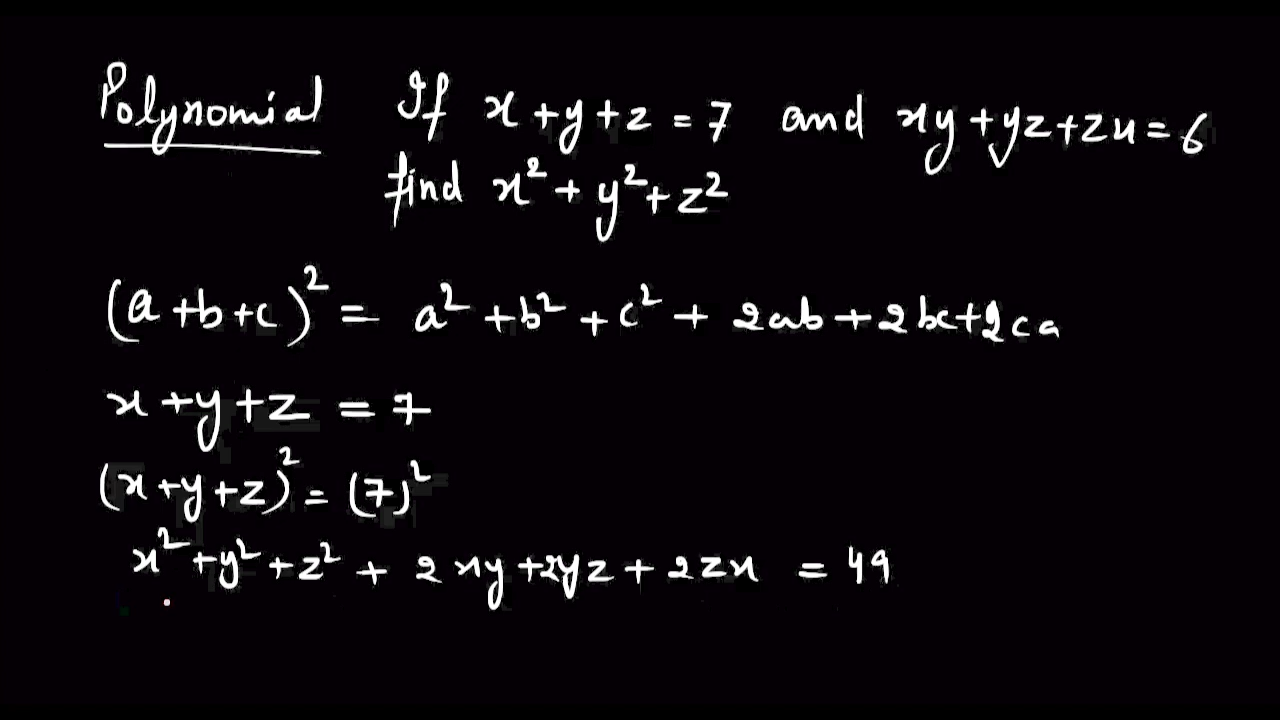 Polynomial If x+y+z=7 and xy+yz+zx=6
find x²+y²+z²
(a+b+c)² = a²+b²+c²+2ab+2bc+2ca
x+y+z = 7
(x+y+z)² = (7)²
x²+y²+z²+2xy+2yz+2zx = 49